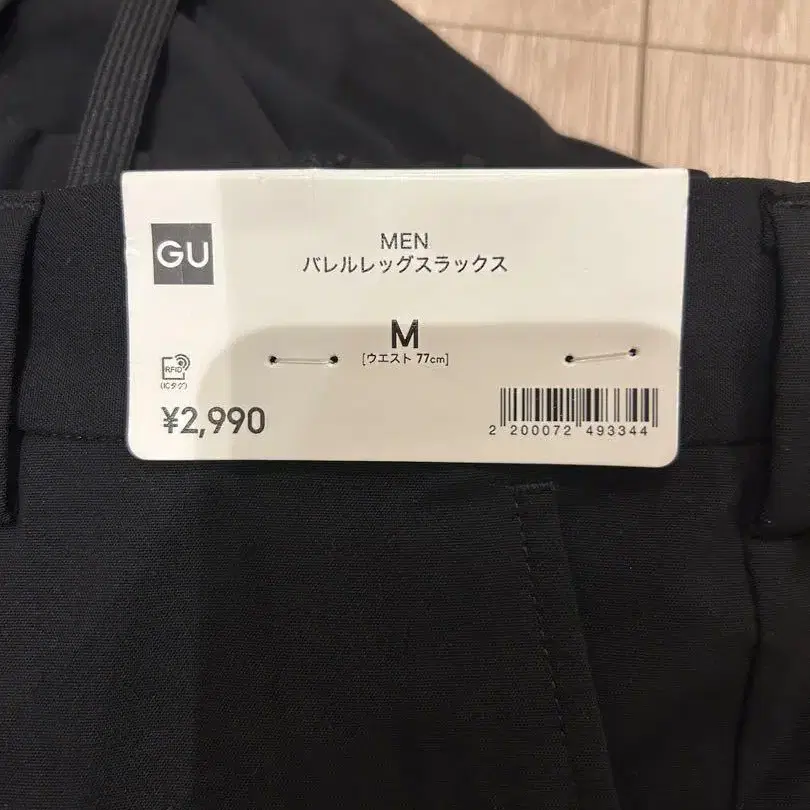 GU
MEN
バレルレッグスラックス
M
[ウエスト 77cm]
RFID
(ICタグ)
¥2,990
2 200072 493344